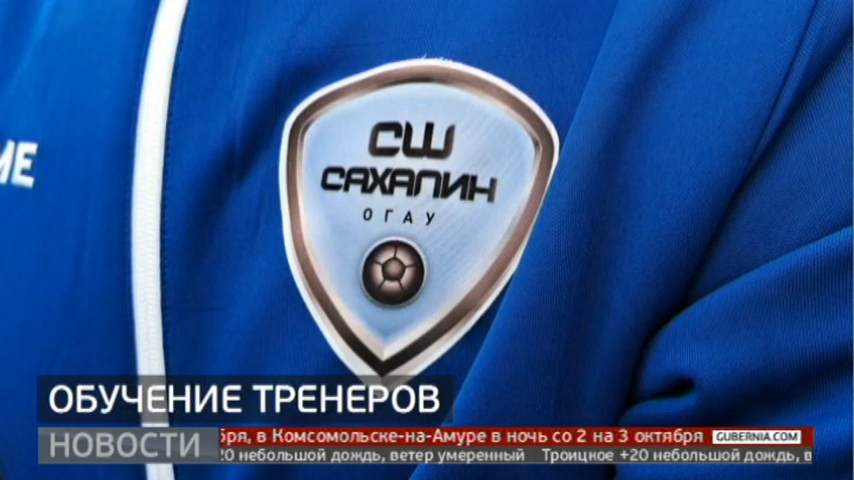 ME
СШ
САХАЛИН
ОГАУ
ОБУЧЕНИЕ ТРЕНЕРОВ
НОВОСТИ
бря, в Комсомольске-на-Амуре в ночь со 2 на 3 октября GUBERNIA.COM
20 небольшой дождь, ветер умеренный Троицкое +20 небольшой дождь, в